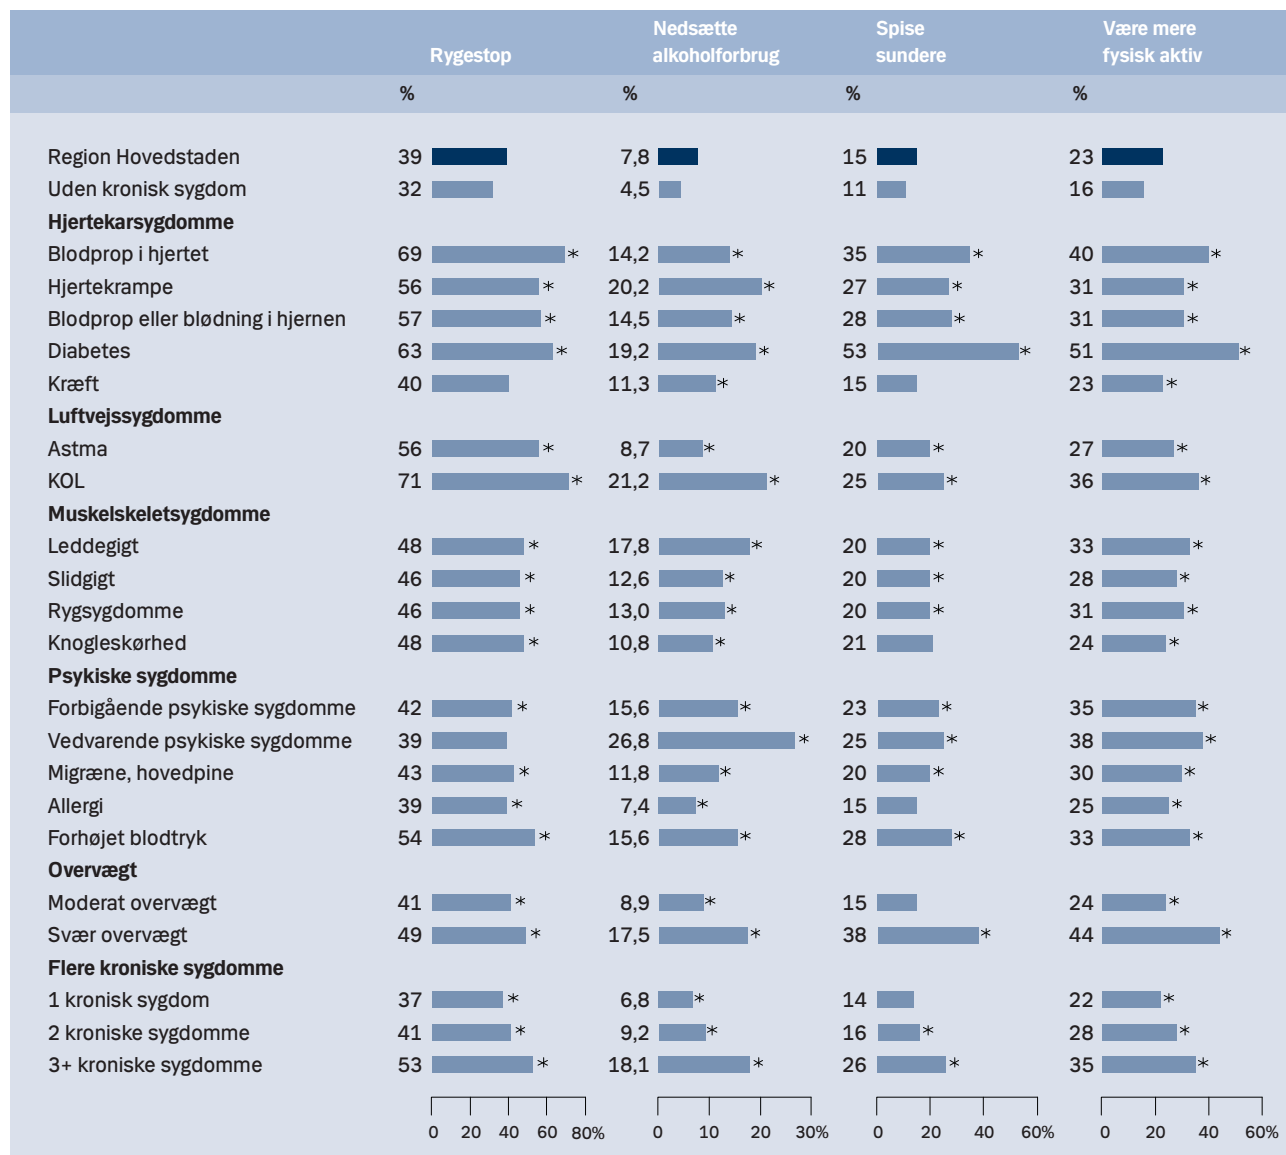 Rygestop Nedsætte alkoholforbrug Spise sundere Være mere fysisk aktiv
% % % %
Region Hovedstaden 39 7,8 15 23
Uden kronisk sygdom 32 4,5 11 16
Hjertekarsygdomme
Blodprop i hjertet 69 * 14,2 * 35 * 40 *
Hjertekrampe 56 * 20,2 * 27 * 31 *
Blodprop eller blødning i hjernen 57 * 14,5 * 28 * 31 *
Diabetes 63 * 19,2 * 53 * 51 *
Kræft 40 11,3 * 15 23 *
Luftvejssygdomme
Astma 56 * 8,7 * 20 * 27 *
KOL 71 * 21,2 * 25 * 36 *
Muskelskeletsygdomme
Leddegigt 48 * 17,8 * 20 * 33 *
Slidgigt 46 * 12,6 * 20 * 28 *
Rygsygdomme 46 * 13,0 * 20 * 31 *
Knogleskørhed 48 * 10,8 * 21 24 *
Psykiske sygdomme
Forbigående psykiske sygdomme 42 * 15,6 * 23 * 35 *
Vedvarende psykiske sygdomme 39 26,8 * 25 * 38 *
Migræne, hovedpine 43 * 11,8 * 20 * 30 *
Allergi 39 * 7,4 * 15 25 *
Forhøjet blodtryk 54 * 15,6 * 28 * 33 *
Overvægt
Moderat overvægt 41 * 8,9 * 15 24 *
Svær overvægt 49 * 17,5 * 38 * 44 *
Flere kroniske sygdomme
1 kronisk sygdom 37 * 6,8 * 14 22 *
2 kroniske sygdomme 41 * 9,2 * 16 * 28 *
3+ kroniske sygdomme 53 * 18,1 * 26 * 35 *
0 20 40 60 80% 0 10 20 30% 0 20 40 60% 0 20 40 60%